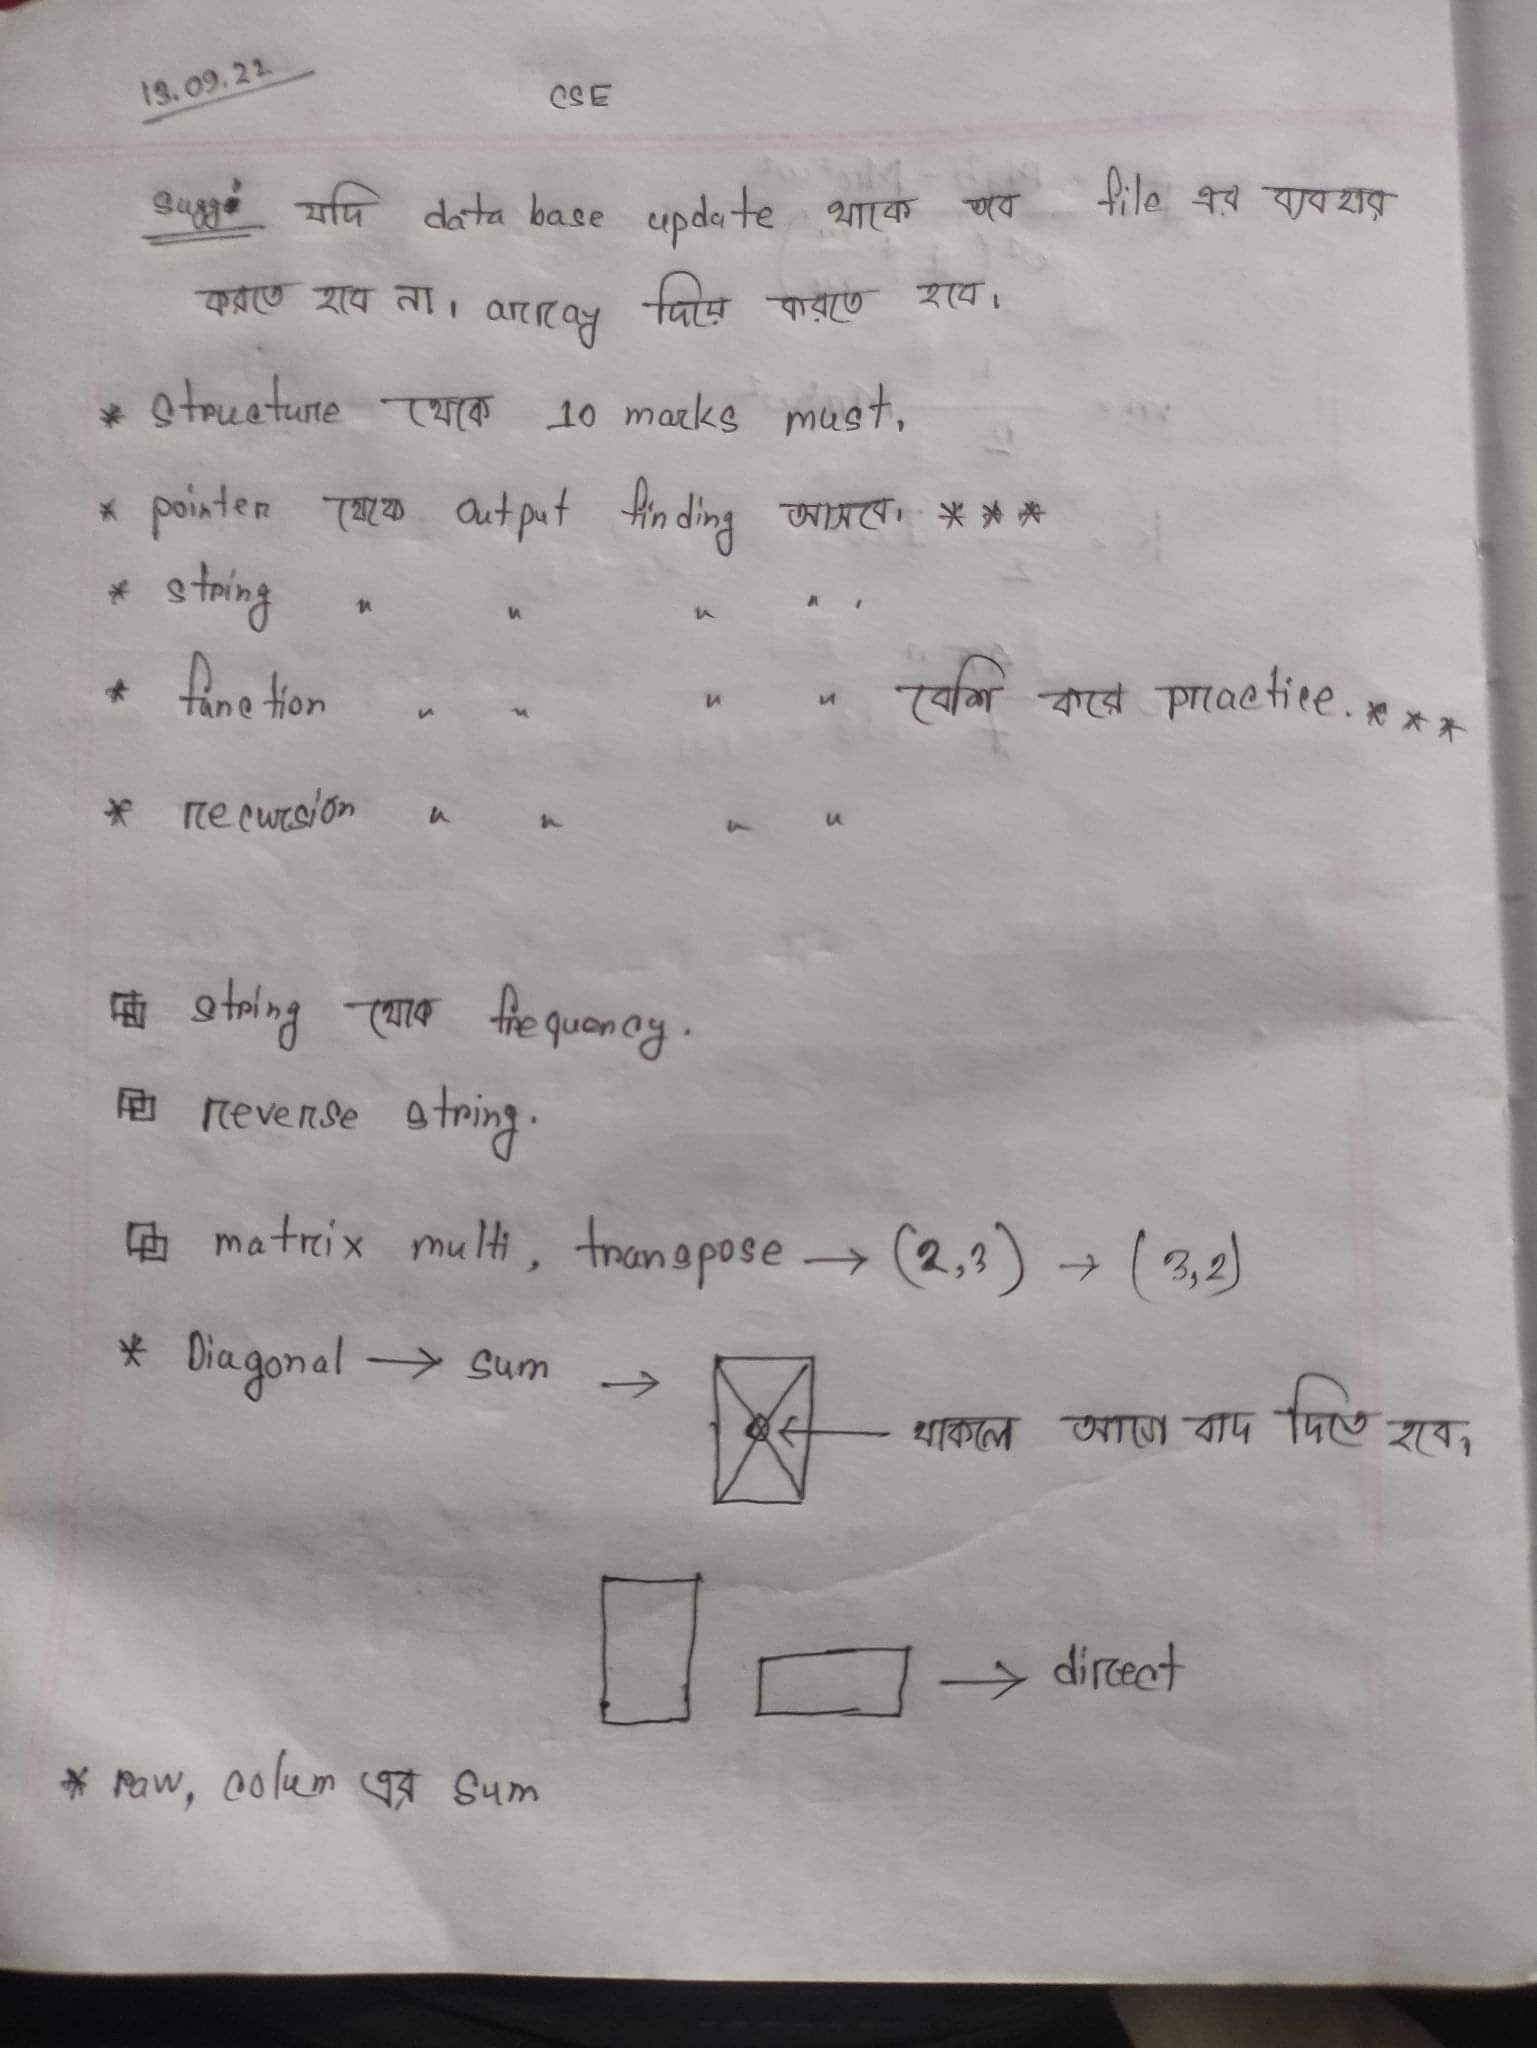 19.09.22
CSE
Sugg: যদি data base update থাকে তবে file এর ব্যবহার
করতে হবে না। array দিয়ে করতে হবে।
* Structure থেকে 10 marks must.
* pointer থেকে output finding আসবে। * * *
* string " " " " .
* function " " " " বেশি করে practice. * * *
* recursion " " " "
string থেকে frequency.
reverse string.
matrix multi, transpose → (2,3) → (3,2)
* Diagonal → sum →
← থাকলে আগে বাদ দিতে হবে,
→ direct
* raw, colum এর sum